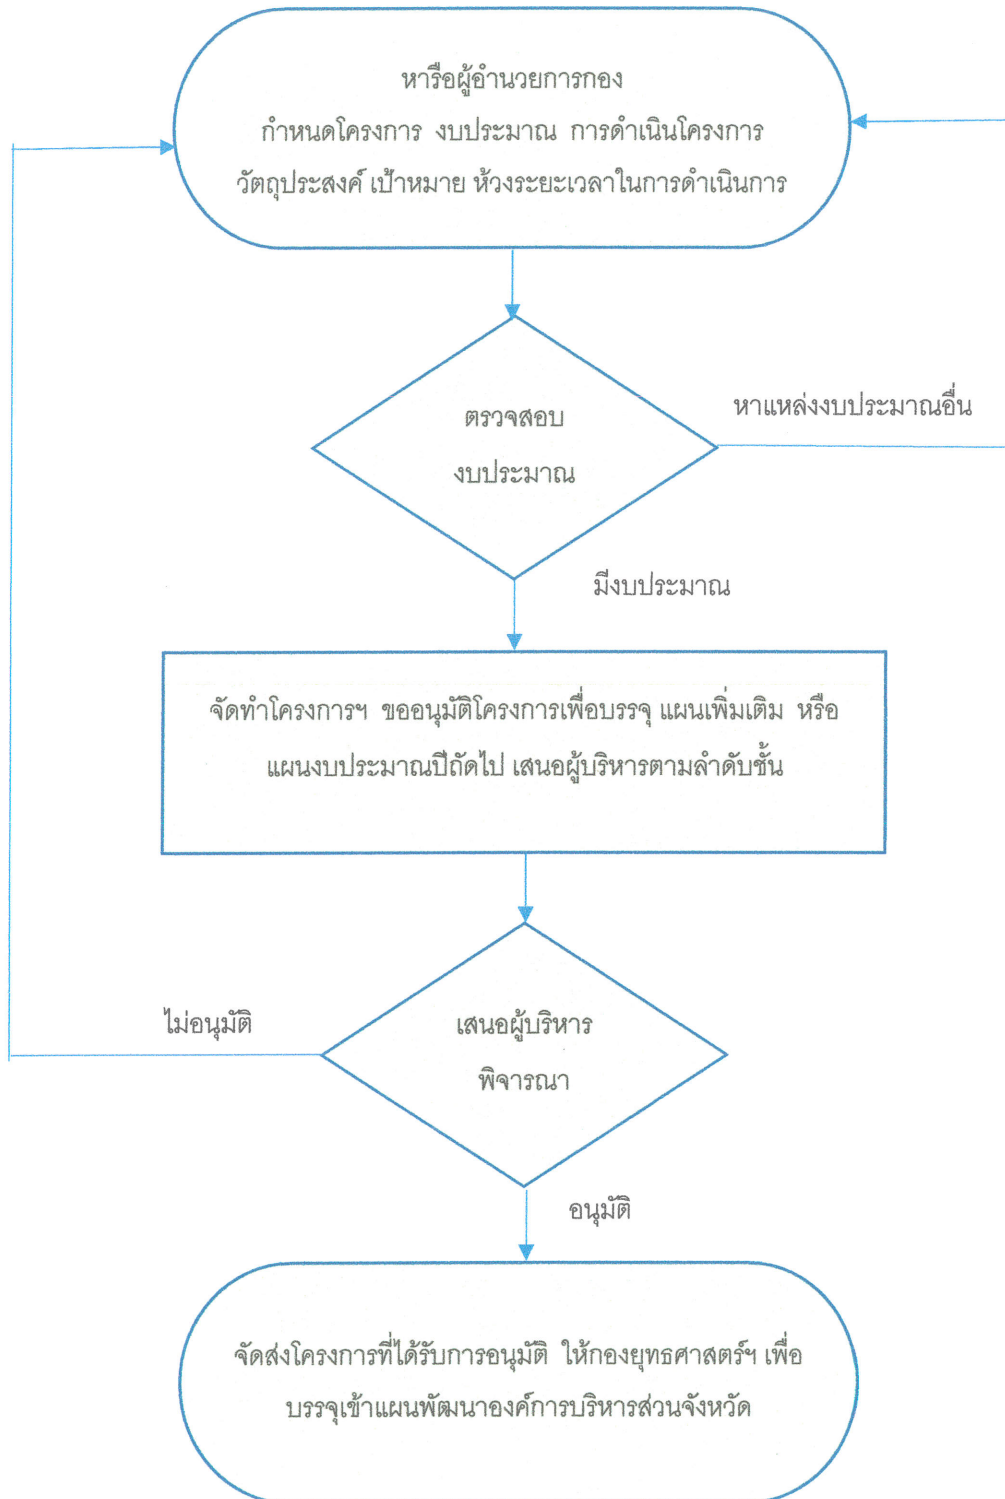 หารือผู้อำนวยการกอง
กำหนดโครงการ งบประมาณ การดำเนินโครงการ
วัตถุประสงค์ เป้าหมาย ห้วงระยะเวลาในการดำเนินการ
ตรวจสอบ
งบประมาณ
หาแหล่งงบประมาณอื่น
มีงบประมาณ
จัดทำโครงการฯ ขออนุมัติโครงการเพื่อบรรจุ แผนเพิ่มเติม หรือ
แผนงบประมาณปีถัดไป เสนอผู้บริหารตามลำดับชั้น
ไม่อนุมัติ
เสนอผู้บริหาร
พิจารณา
อนุมัติ
จัดส่งโครงการที่ได้รับการอนุมัติ ให้กองยุทธศาสตร์ฯ เพื่อ
บรรจุเข้าแผนพัฒนาองค์การบริหารส่วนจังหวัด